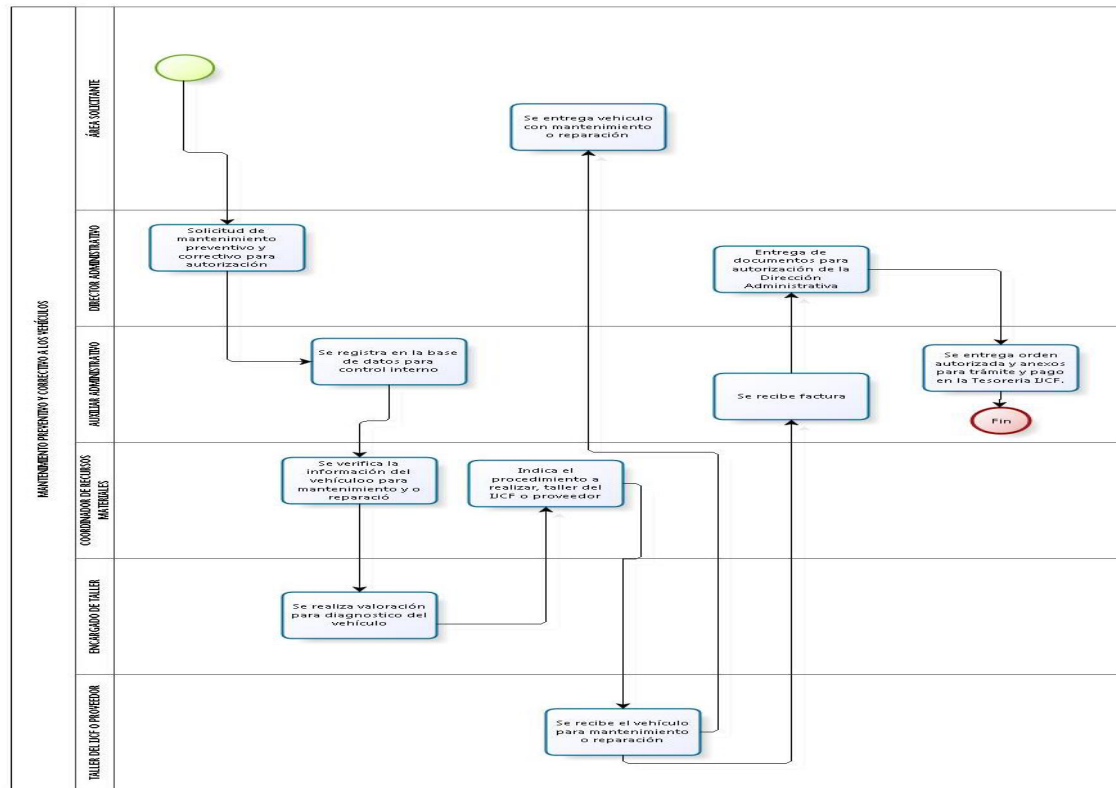 MANTENIMIENTO PREVENTIVO Y CORRECTIVO A LOS VEHÍCULOS
ÁREA SOLICITANTE
Se entrega vehiculo
con mantenimiento
o reparación
DIRECTOR ADMINISTRATIVO
Solicitud de
mantenimiento
preventivo y
correctivo para
autorización
Entrega de
documentos para
autorización de la
Dirección
Administrativa
AUXILIAR ADMINISTRATIVO
Se registra en la base
de datos para
control interno
Se recibe factura
Se entrega orden
autorizada y anexos
para trámite y pago
en la Tesoreria IJCF.
Fin
COORDINADOR DE RECURSOS
MATERIALES
Se verifica la
información del
vehículoo para
mantenimiento y o
reparació
Indica el
procedimiento a
realizar, taller del
IJCF o proveedor
ENCARGADO DE TALLER
Se realiza valoración
para diagnostico del
vehículo
TALLER DEL IJCF O PROVEEDOR
Se recibe el vehículo
para mantenimiento
o reparación